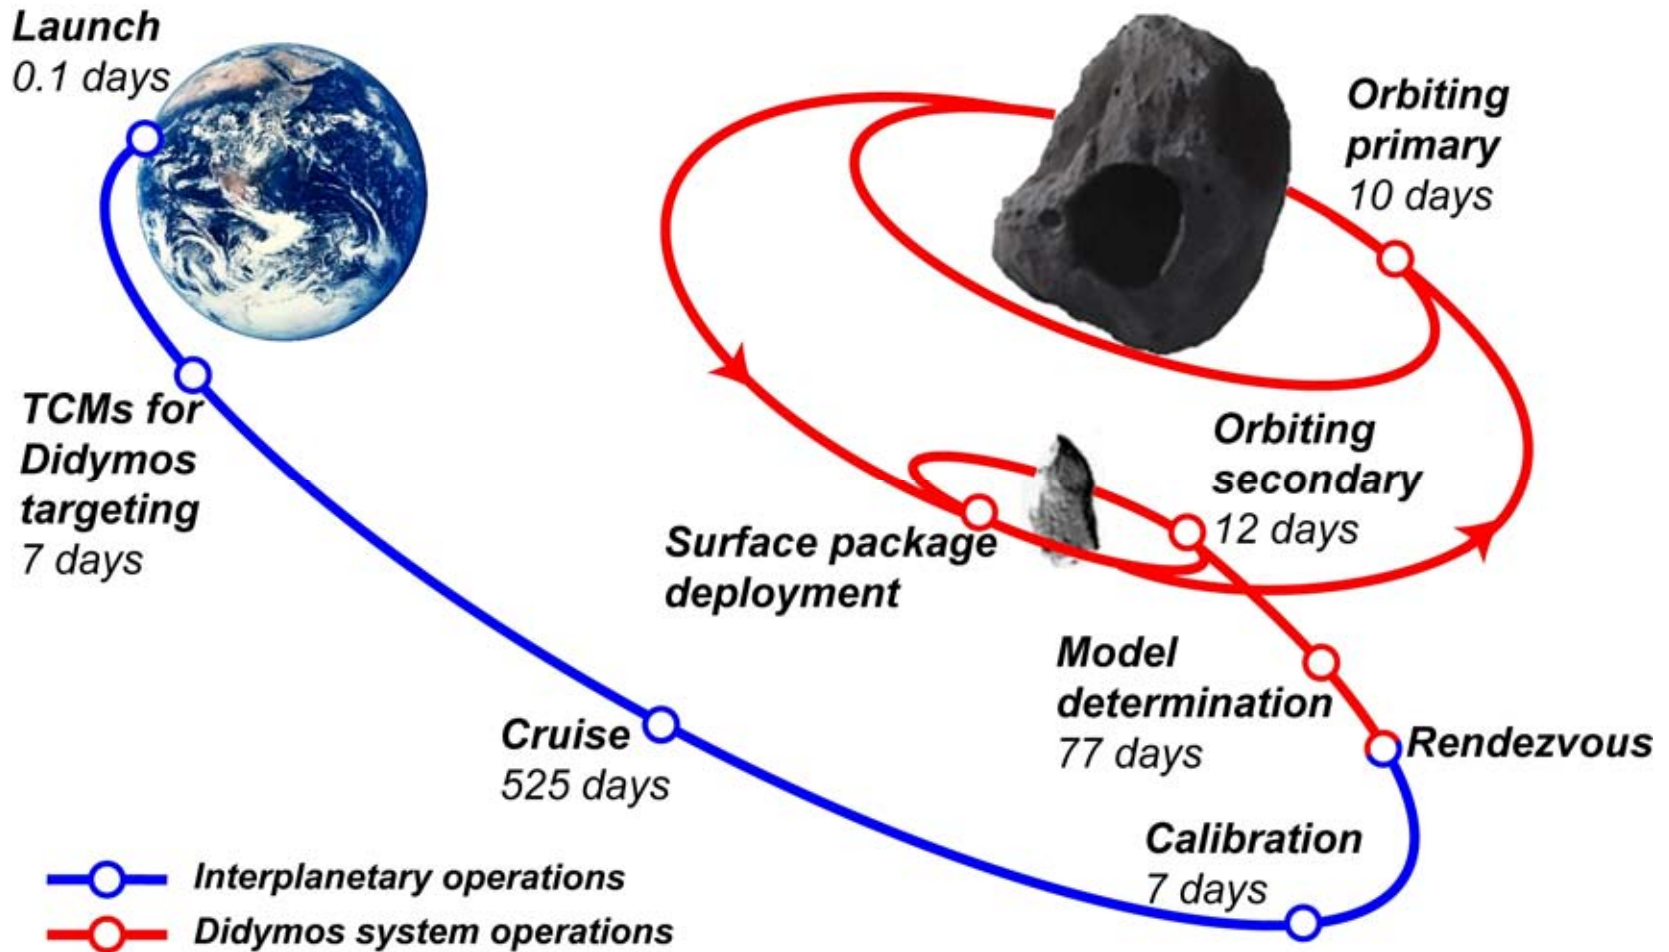 Launch
0.1 days
TCMs for
Didymos
targeting
7 days
Cruise
525 days
Calibration
7 days
Rendezvous
Model
determination
77 days
Orbiting
secondary
12 days
Orbiting
primary
10 days
Surface package
deployment
Interplanetary operations
Didymos system operations